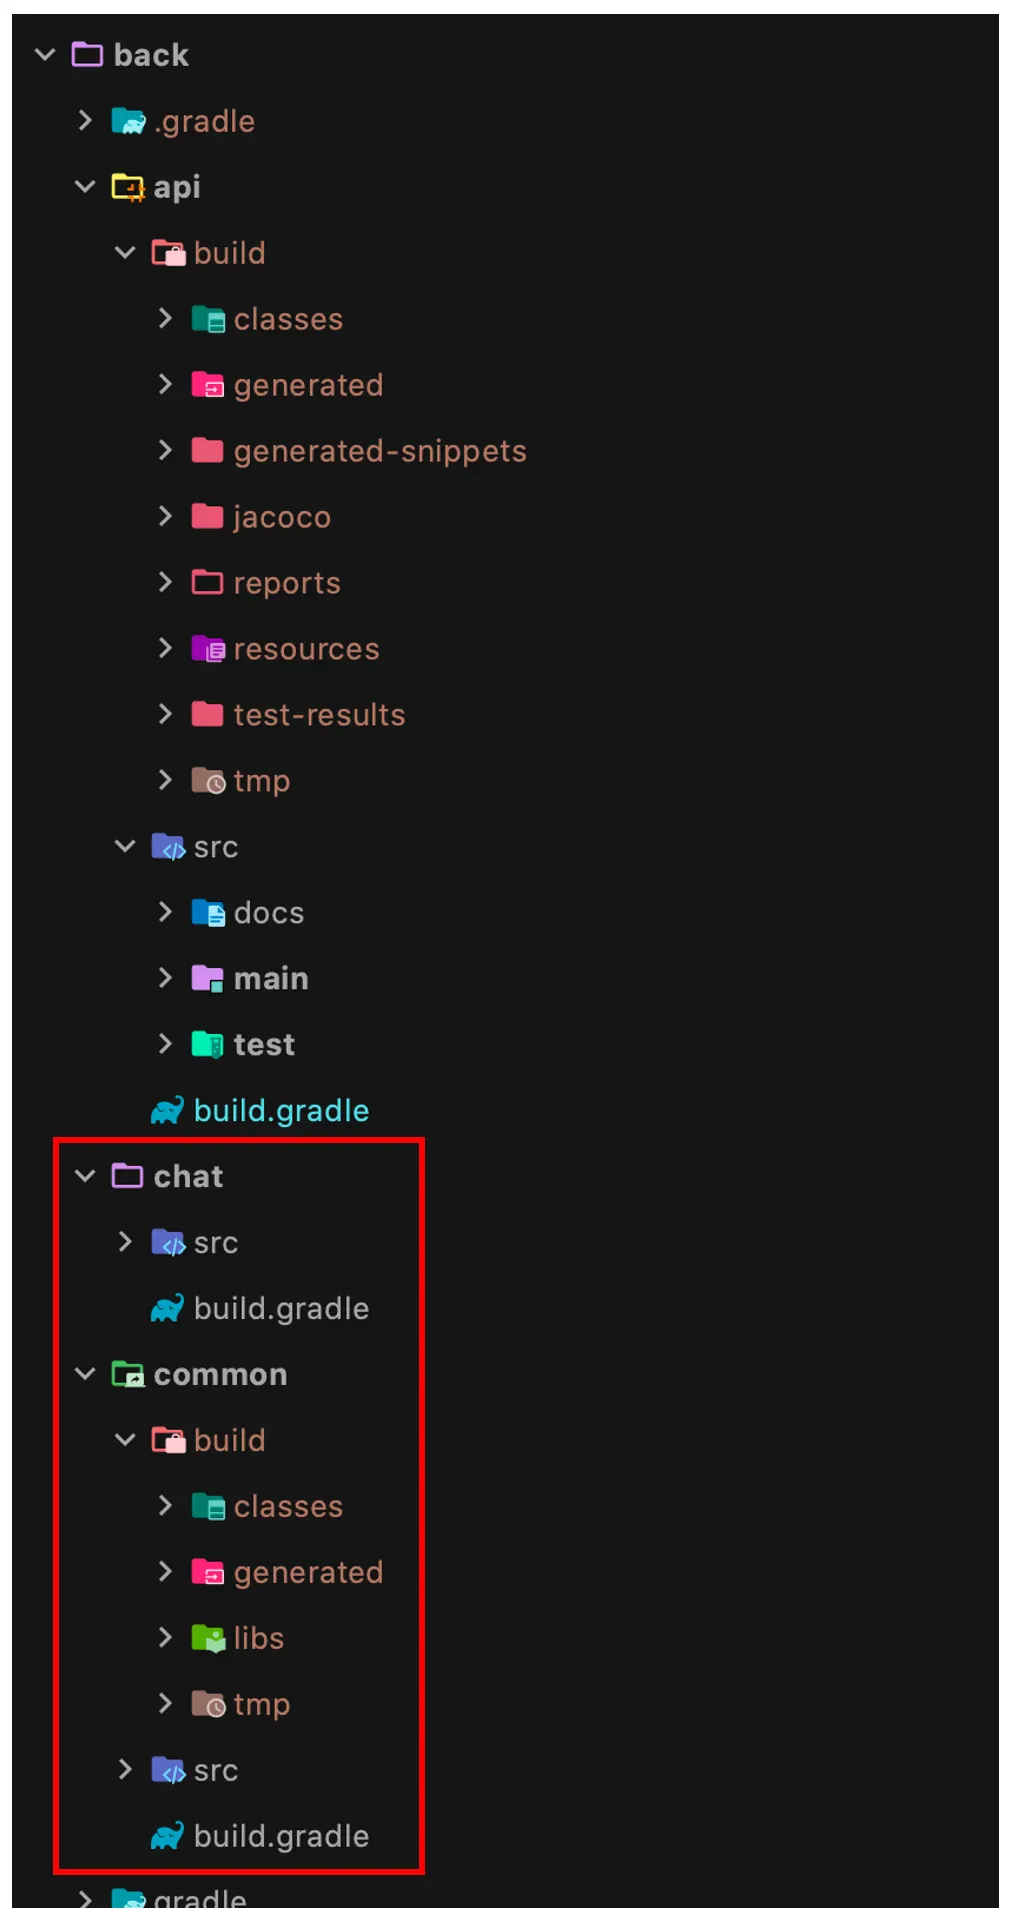 back
.gradle
api
build
classes
generated
generated-snippets
jacoco
reports
resources
test-results
tmp
src
docs
main
test
build.gradle
chat
src
build.gradle
common
build
classes
generated
libs
tmp
src
build.gradle
gradle